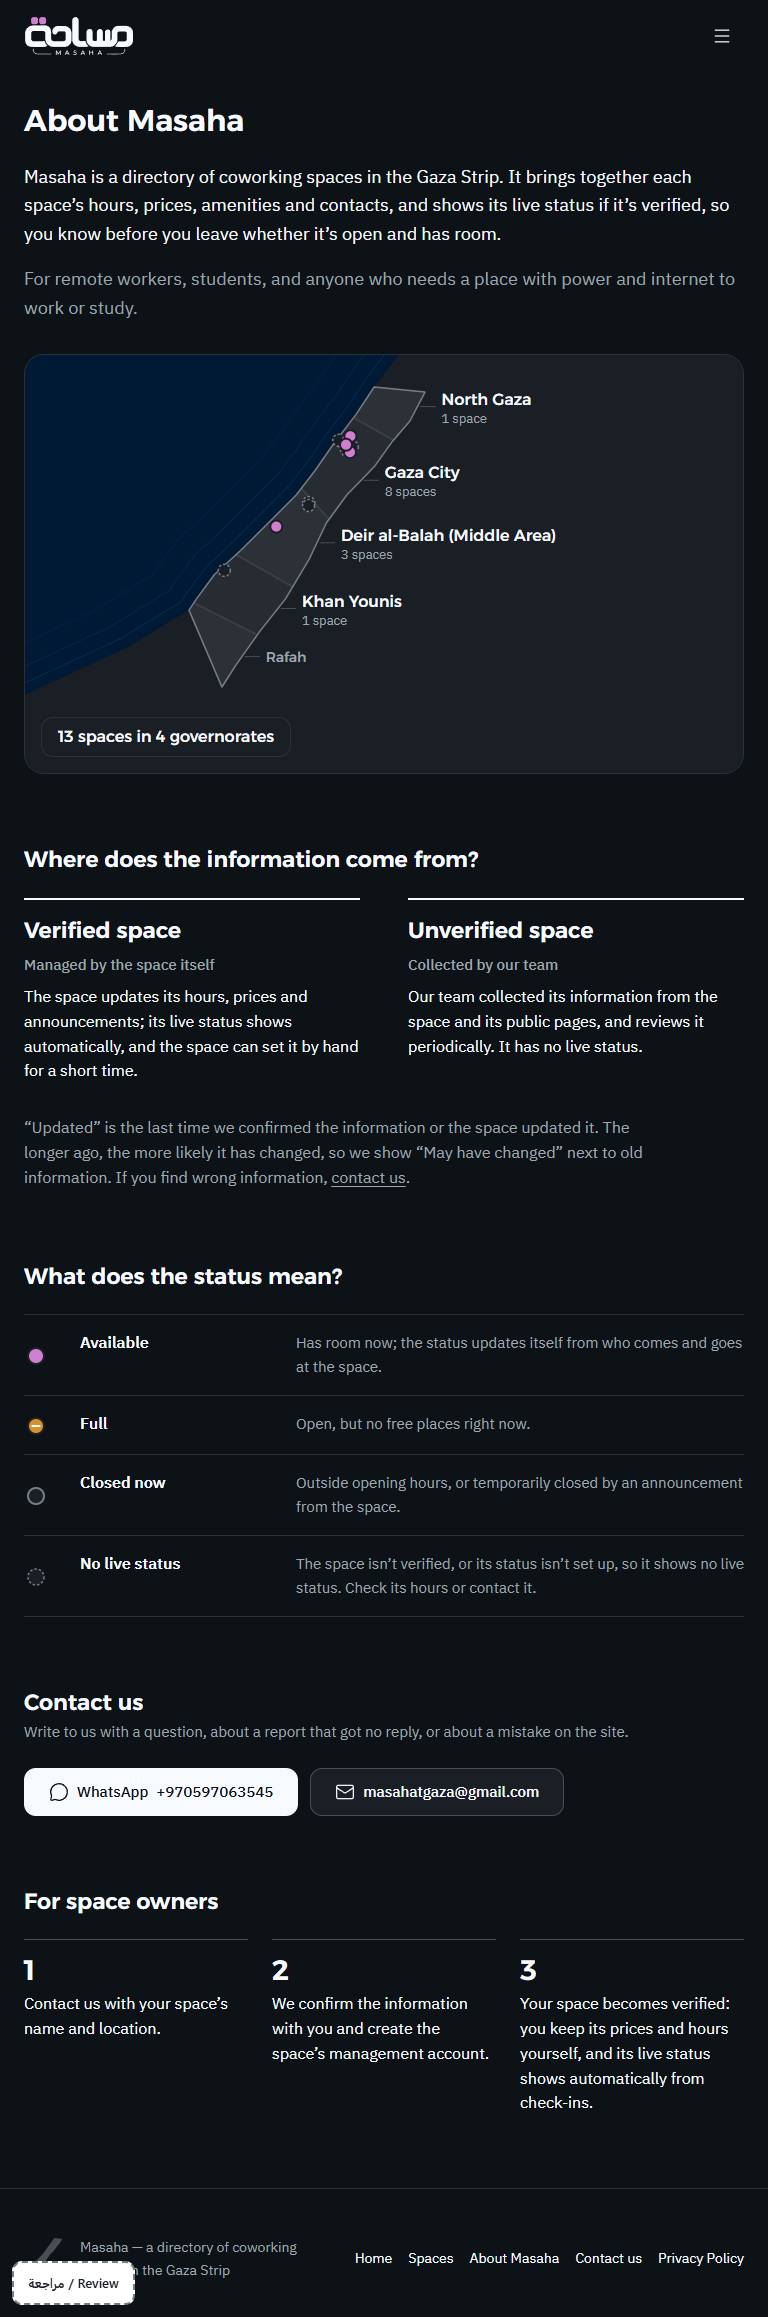 مساحة
MASAHA
About Masaha
Masaha is a directory of coworking spaces in the Gaza Strip. It brings together each
space’s hours, prices, amenities and contacts, and shows its live status if it’s verified, so
you know before you leave whether it’s open and has room.
For remote workers, students, and anyone who needs a place with power and internet to
work or study.
North Gaza
1 space
Gaza City
8 spaces
Deir al-Balah (Middle Area)
3 spaces
Khan Younis
1 space
Rafah
13 spaces in 4 governorates
Where does the information come from?
Verified space
Managed by the space itself
The space updates its hours, prices and
announcements; its live status shows
automatically, and the space can set it by hand
for a short time.
Unverified space
Collected by our team
Our team collected its information from the
space and its public pages, and reviews it
periodically. It has no live status.
“Updated” is the last time we confirmed the information or the space updated it. The
longer ago, the more likely it has changed, so we show “May have changed” next to old
information. If you find wrong information, contact us.
What does the status mean?
Available
Has room now; the status updates itself from who comes and goes
at the space.
Full
Open, but no free places right now.
Closed now
Outside opening hours, or temporarily closed by an announcement
from the space.
No live status
The space isn’t verified, or its status isn’t set up, so it shows no live
status. Check its hours or contact it.
Contact us
Write to us with a question, about a report that got no reply, or about a mistake on the site.
WhatsApp +970597063545
masahatgaza@gmail.com
For space owners
1
Contact us with your space’s
name and location.
2
We confirm the information
with you and create the
space’s management account.
3
Your space becomes verified:
you keep its prices and hours
yourself, and its live status
shows automatically from
check-ins.
Masaha — a directory of coworking
the Gaza Strip
Home Spaces About Masaha Contact us Privacy Policy
مراجعة / Review